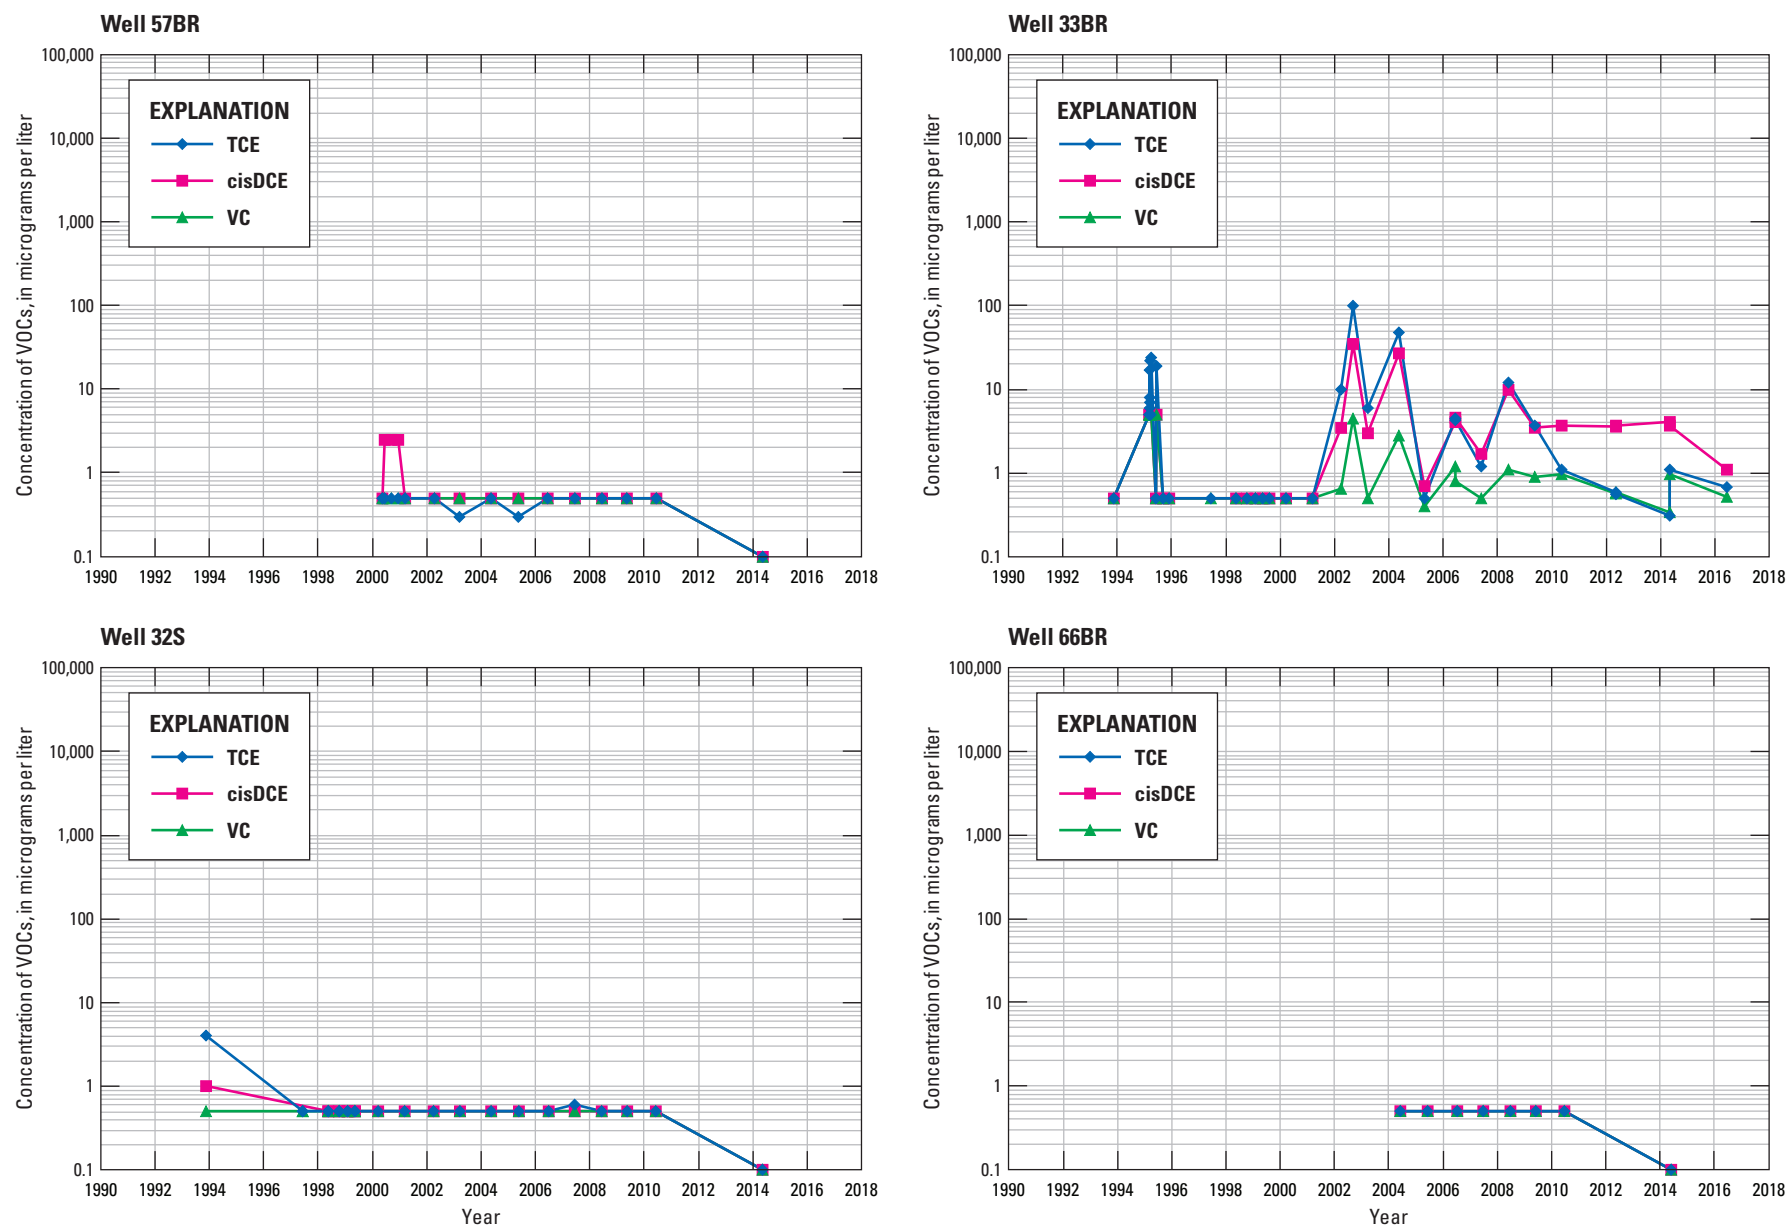 Well 57BR
Concentration of VOCs, in micrograms per liter
100,000
10,000
1,000
100
10
1
0.1
EXPLANATION
TCE
cisDCE
VC
1990 1992 1994 1996 1998 2000 2002 2004 2006 2008 2010 2012 2014 2016 2018
Well 33BR
Concentration of VOCs, in micrograms per liter
100,000
10,000
1,000
100
10
1
0.1
EXPLANATION
TCE
cisDCE
VC
1990 1992 1994 1996 1998 2000 2002 2004 2006 2008 2010 2012 2014 2016 2018
Well 32S
Concentration of VOCs, in micrograms per liter
100,000
10,000
1,000
100
10
1
0.1
EXPLANATION
TCE
cisDCE
VC
1990 1992 1994 1996 1998 2000 2002 2004 2006 2008 2010 2012 2014 2016 2018
Year
Well 66BR
Concentration of VOCs, in micrograms per liter
100,000
10,000
1,000
100
10
1
0.1
EXPLANATION
TCE
cisDCE
VC
1990 1992 1994 1996 1998 2000 2002 2004 2006 2008 2010 2012 2014 2016 2018
Year